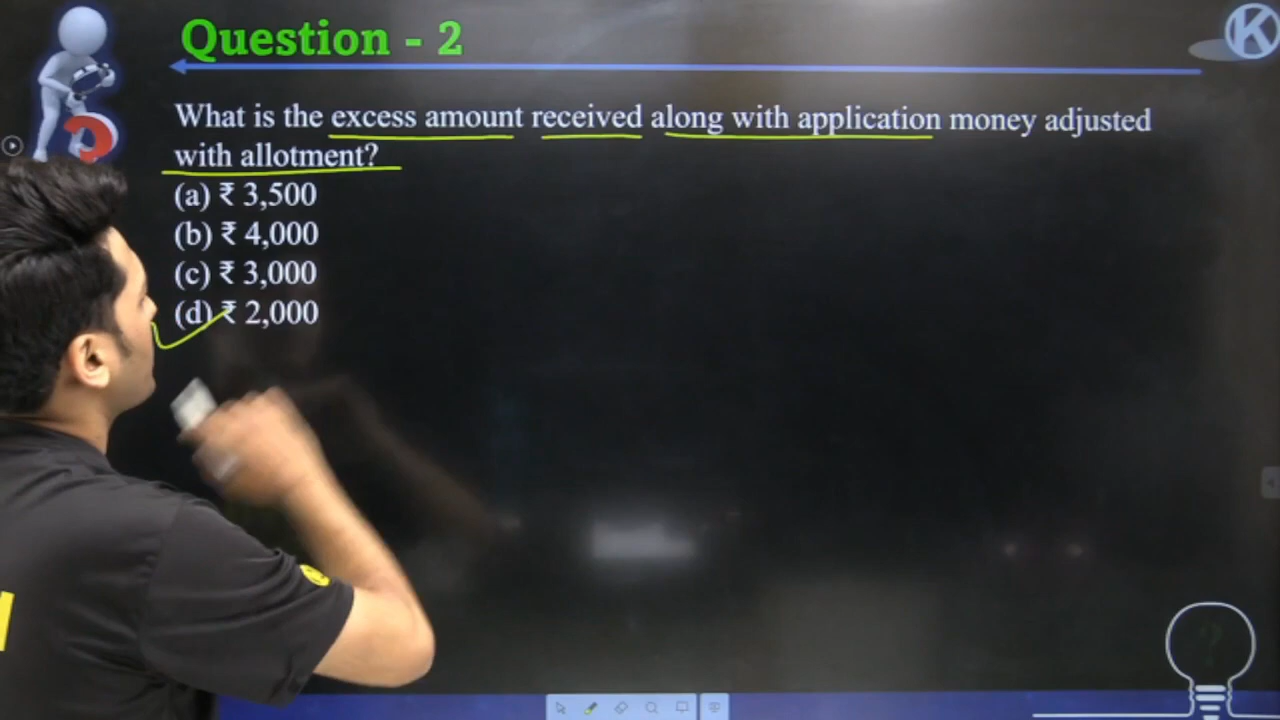 Question - 2
K
What is the excess amount received along with application money adjusted
with allotment?
(a) ₹ 3,500
(b) ₹ 4,000
(c) ₹ 3,000
(d) ₹ 2,000
?